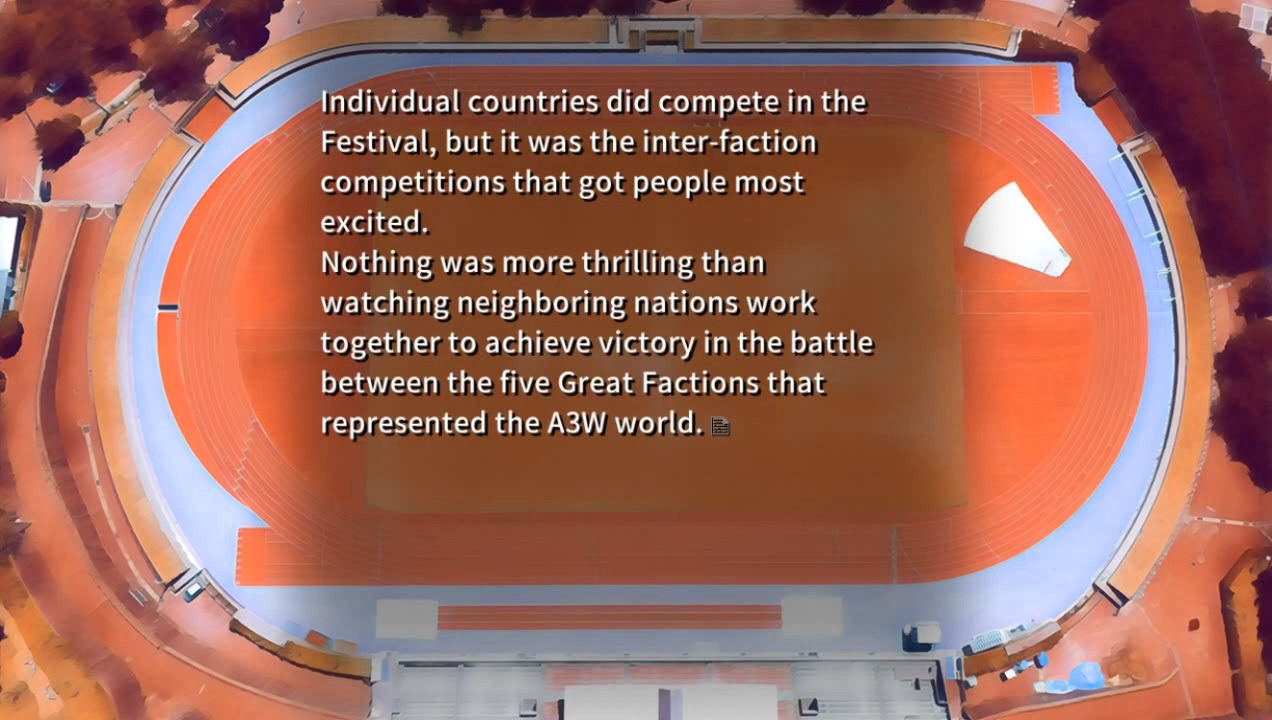 Individual countries did compete in the
Festival, but it was the inter-faction
competitions that got people most
excited.
Nothing was more thrilling than
watching neighboring nations work
together to achieve victory in the battle
between the five Great Factions that
represented the A3W world.